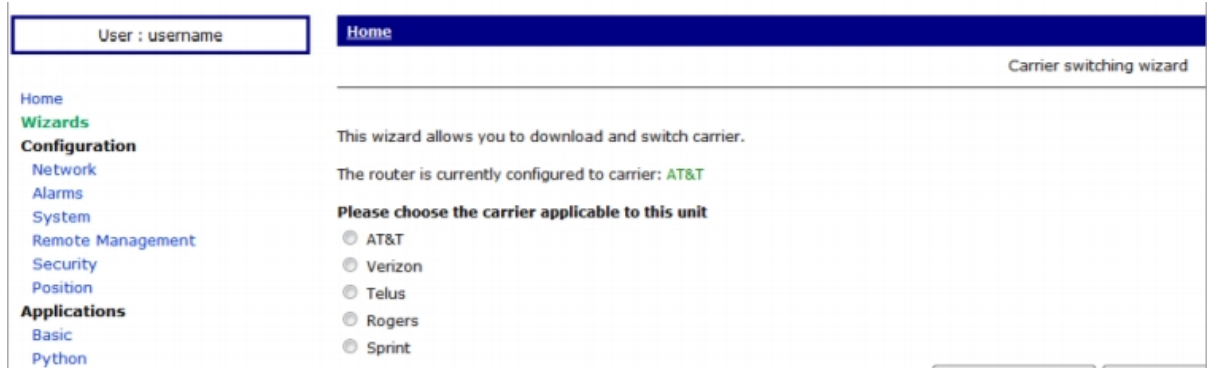 User : username
Home
Carrier switching wizard
Home
Wizards
Configuration
Network
Alarms
System
Remote Management
Security
Position
Applications
Basic
Python
This wizard allows you to download and switch carrier.
The router is currently configured to carrier: AT&T
Please choose the carrier applicable to this unit
AT&T
Verizon
Telus
Rogers
Sprint